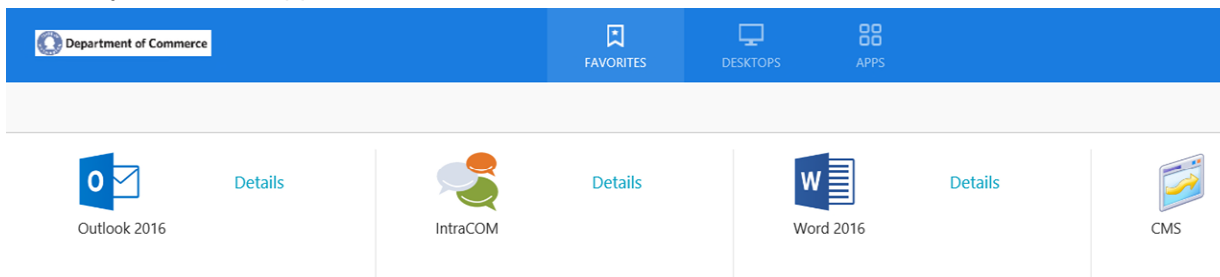 Department of Commerce
FAVORITES
DESKTOPS
APPS
Details
Details
Details
Outlook 2016
IntraCOM
Word 2016
CMS